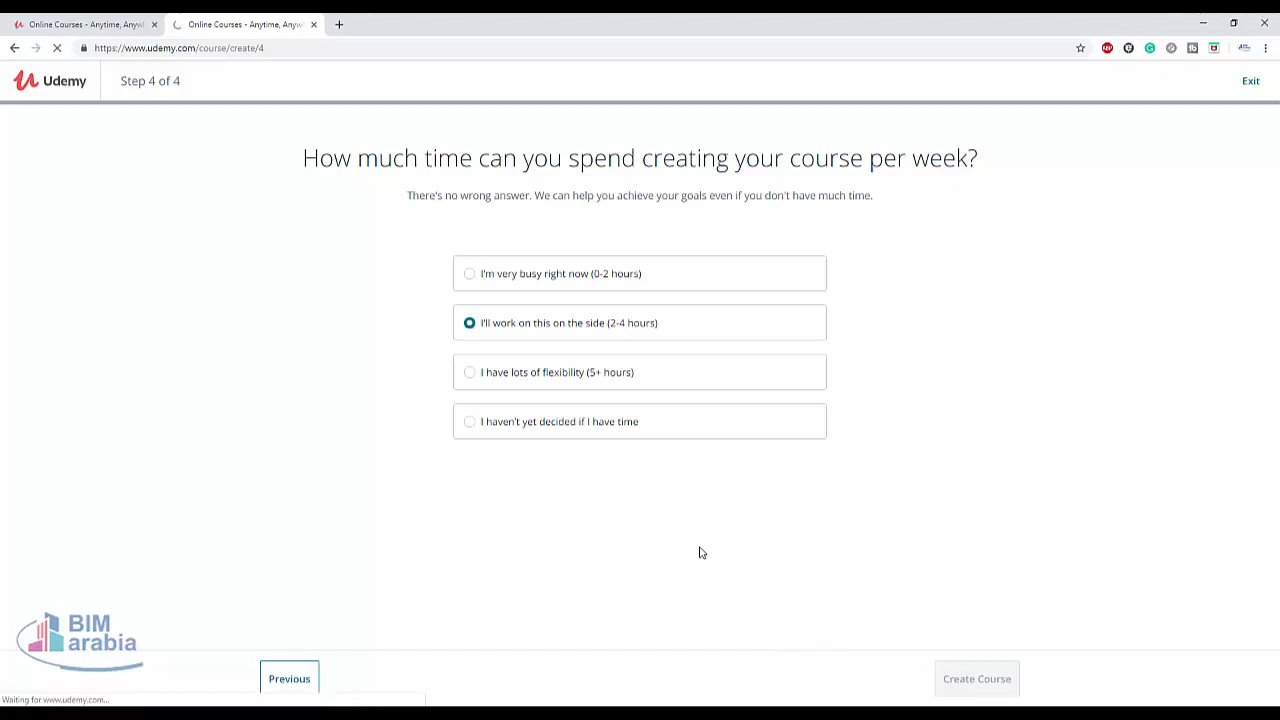 Online Courses - Anytime, Anyw
Online Courses - Anytime, Anyw
https://www.udemy.com/course/create/4
ABP
Udemy
Step 4 of 4
Exit
How much time can you spend creating your course per week?
There's no wrong answer. We can help you achieve your goals even if you don't have much time.
I'm very busy right now (0-2 hours)
I'll work on this on the side (2-4 hours)
I have lots of flexibility (5+ hours)
I haven't yet decided if I have time
BIM
arabia
Previous
Create Course
Waiting for www.udemy.com...